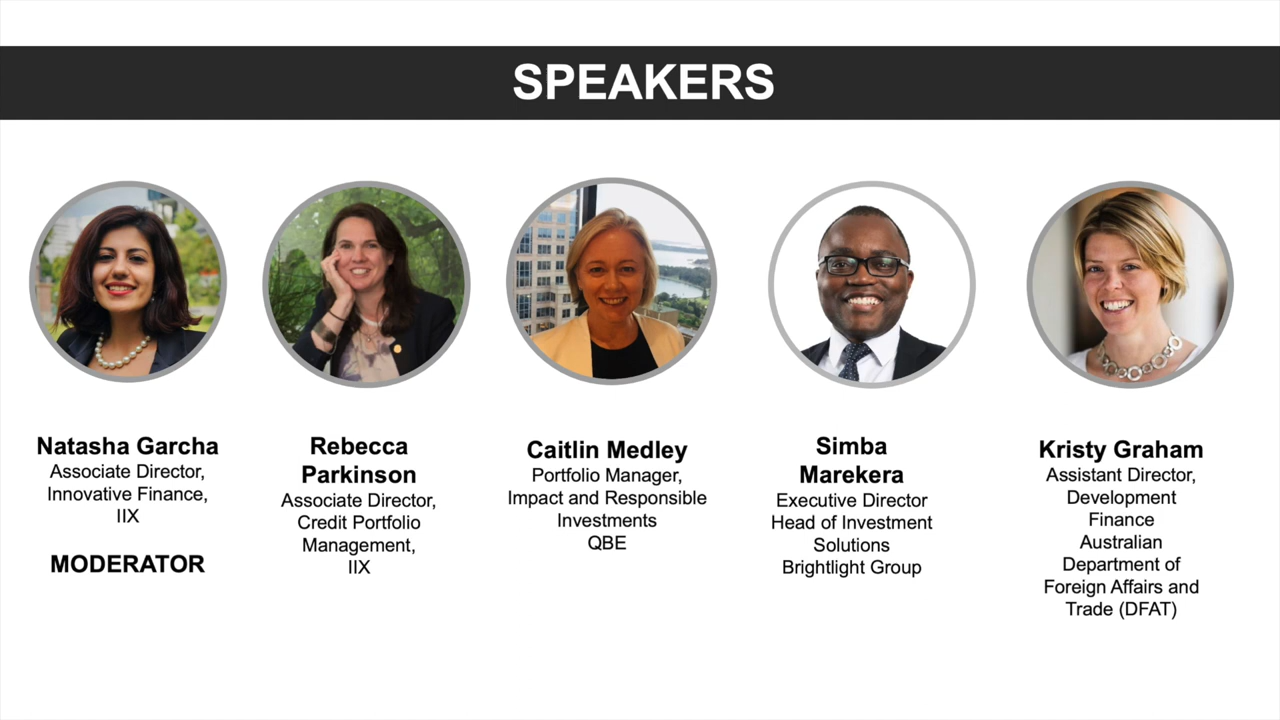 SPEAKERS
Natasha Garcha
Associate Director,
Innovative Finance,
IIX
MODERATOR
Rebecca
Parkinson
Associate Director,
Credit Portfolio
Management,
IIX
Caitlin Medley
Portfolio Manager,
Impact and Responsible
Investments
QBE
Simba
Marekera
Executive Director
Head of Investment
Solutions
Brightlight Group
Kristy Graham
Assistant Director,
Development
Finance
Australian
Department of
Foreign Affairs and
Trade (DFAT)